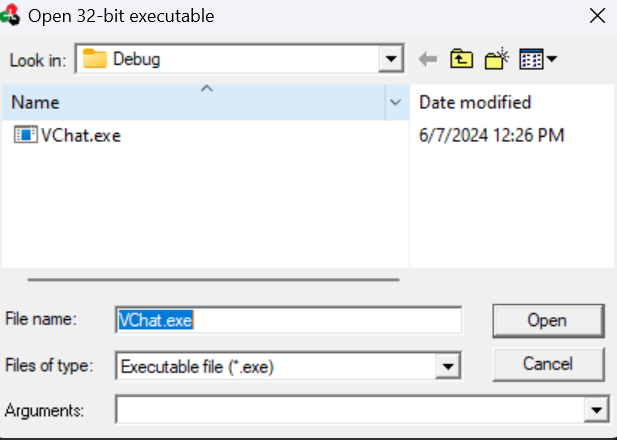 Open 32-bit executable
Look in: Debug
Name Date modified
VChat.exe 6/7/2024 12:26 PM
File name: VChat.exe Open
Files of type: Executable file (*.exe) Cancel
Arguments: